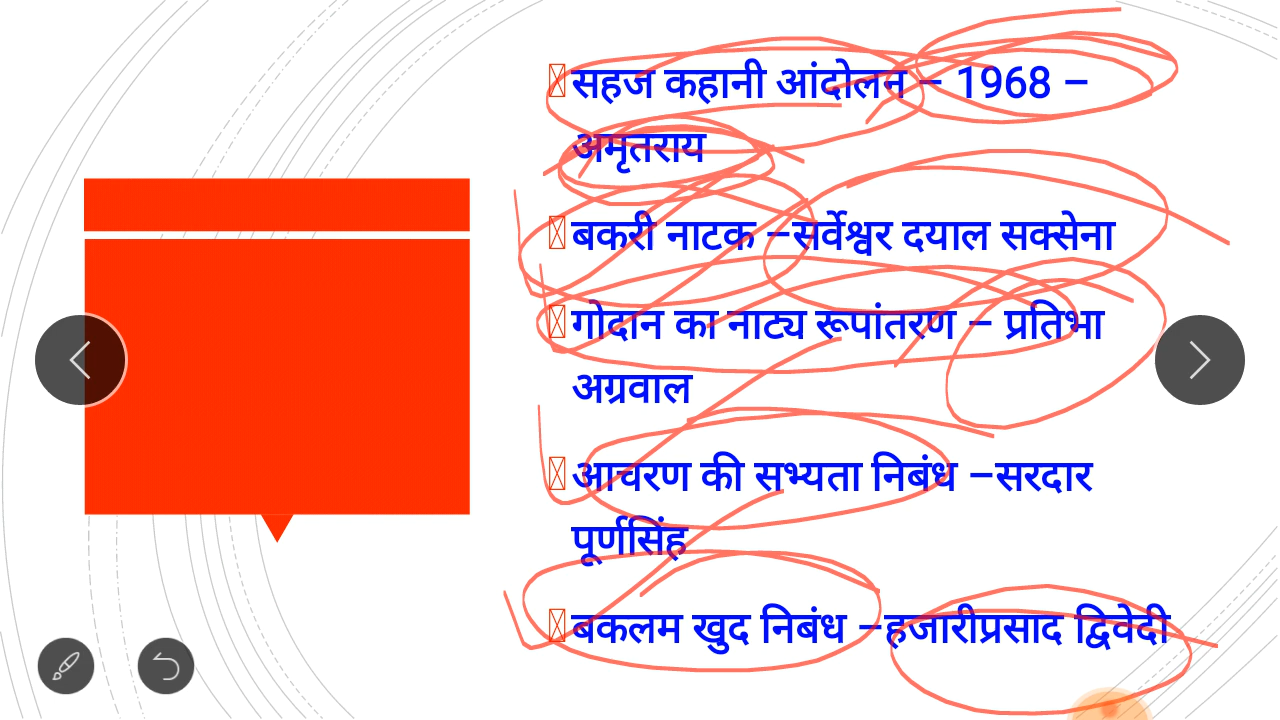 सहज कहानी आंदोलन – 1968 –
अमृतराय
बकरी नाटक –सर्वेश्वर दयाल सक्सेना
गोदान का नाट्य रूपांतरण – प्रतिभा
अग्रवाल
आचरण की सभ्यता निबंध –सरदार
पूर्णसिंह
बकलम खुद निबंध –हजारीप्रसाद द्विवेदी